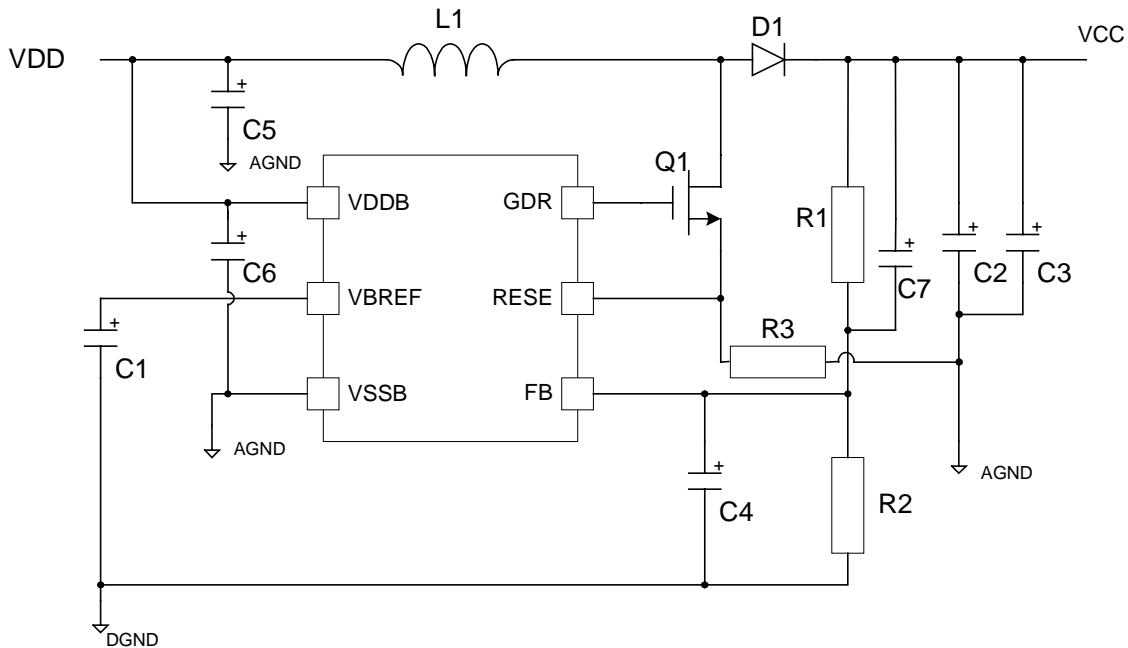 L1
D1
VCC
VDD
+
C5
AGND
Q1
VDDB
GDR
R1
+
C6
+
C7
+
C2
+
C3
VBREF
RESE
+
C1
R3
VSSB
FB
AGND
+
C4
R2
AGND
DGND